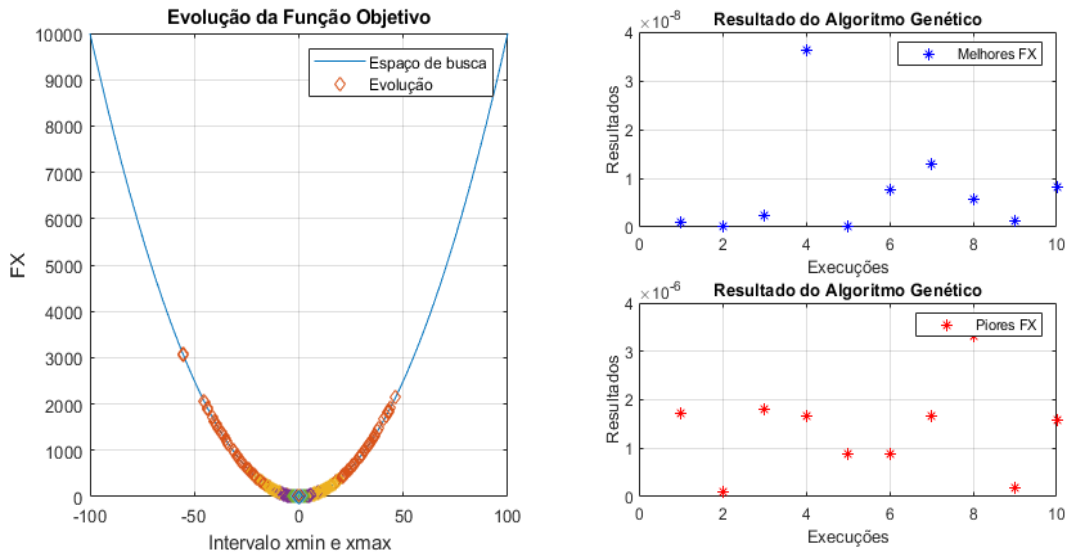 Evolução da Função Objetivo
10000
9000
8000
7000
6000
5000
4000
3000
2000
1000
0
FX
Espaço de busca
Evolução
-100 -50 0 50 100
Intervalo xmin e xmax
Resultado do Algoritmo Genético
×10^-8
4
3
2
1
0
Resultados
Melhores FX
0 2 4 6 8 10
Execuções
Resultado do Algoritmo Genético
×10^-6
4
3
2
1
0
Resultados
Piores FX
0 2 4 6 8 10
Execuções